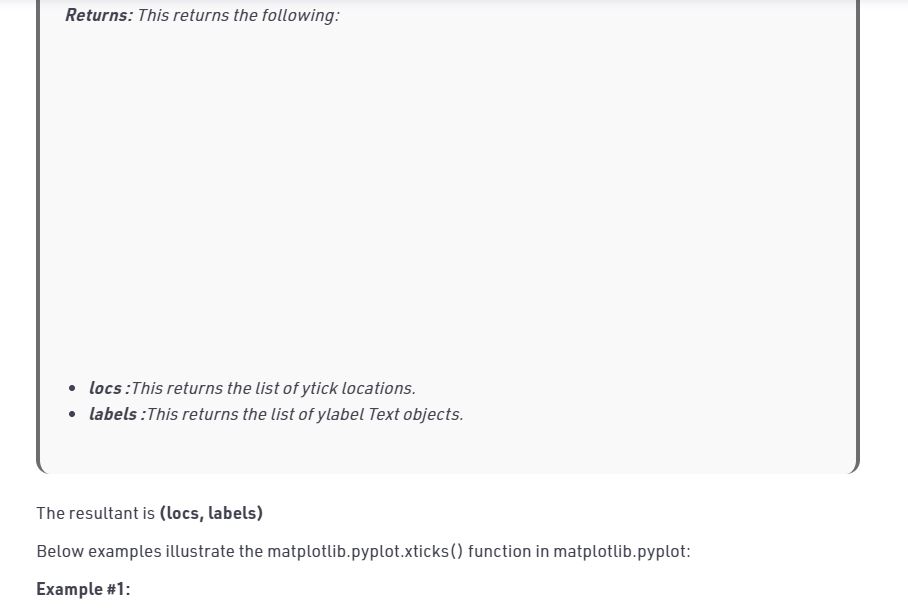 Returns: This returns the following:
locs :This returns the list of ytick locations.
labels :This returns the list of ylabel Text objects.
The resultant is (locs, labels)
Below examples illustrate the matplotlib.pyplot.xticks() function in matplotlib.pyplot:
Example #1: